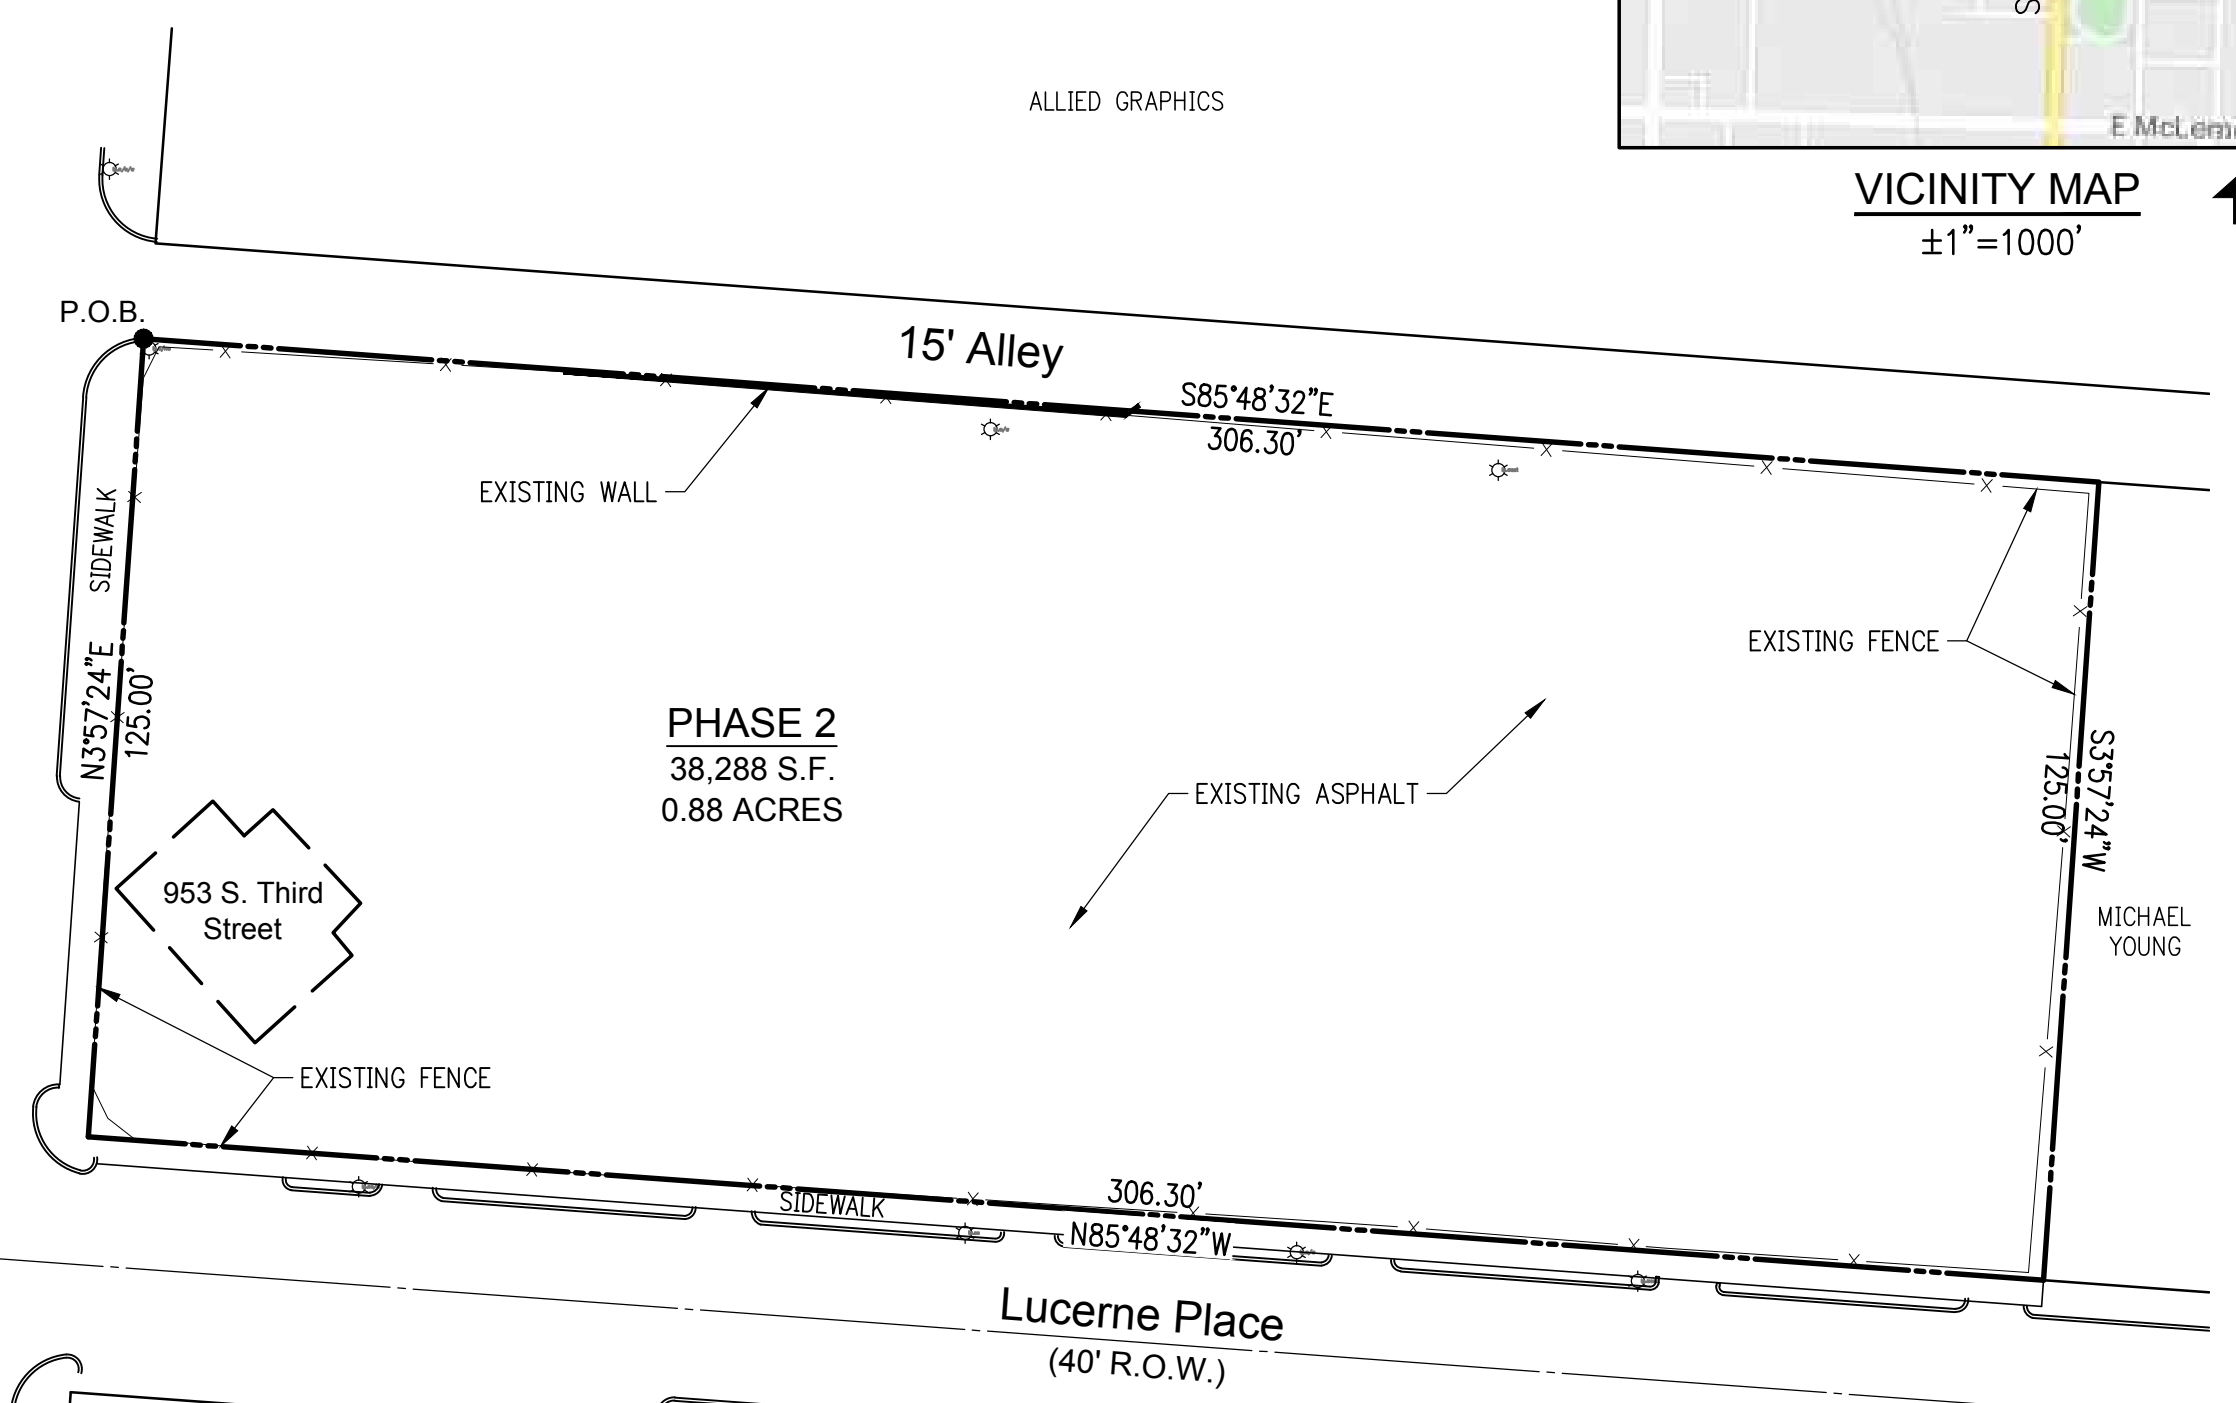 S
E McLem
ALLIED GRAPHICS
VICINITY MAP
±1"=1000'
P.O.B.
15' Alley
S85°48'32"E
306.30'
EXISTING WALL
SIDEWALK
EXISTING FENCE
N3°57'24"E
125.00'
PHASE 2
38,288 S.F.
0.88 ACRES
EXISTING ASPHALT
S3°57'24"W
125.00'
953 S. Third
Street
MICHAEL
YOUNG
EXISTING FENCE
306.30'
SIDEWALK
N85°48'32"W
Lucerne Place
(40' R.O.W.)